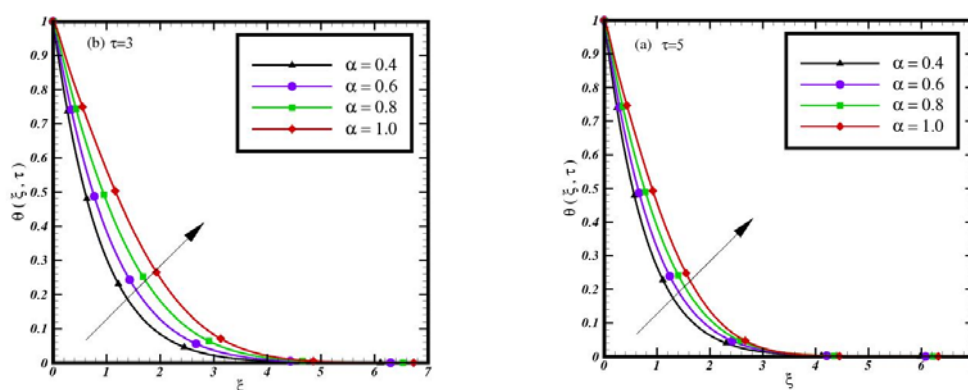 (b) τ=3
α = 0.4
α = 0.6
α = 0.8
α = 1.0
θ ( ξ , τ )
1
0.9
0.8
0.7
0.6
0.5
0.4
0.3
0.2
0.1
0
0 1 2 3 4 5 6 7
ξ
(a) τ=5
α = 0.4
α = 0.6
α = 0.8
α = 1.0
θ ( ξ , τ )
1
0.9
0.8
0.7
0.6
0.5
0.4
0.3
0.2
0.1
0
0 1 2 3 4 5 6
ξ